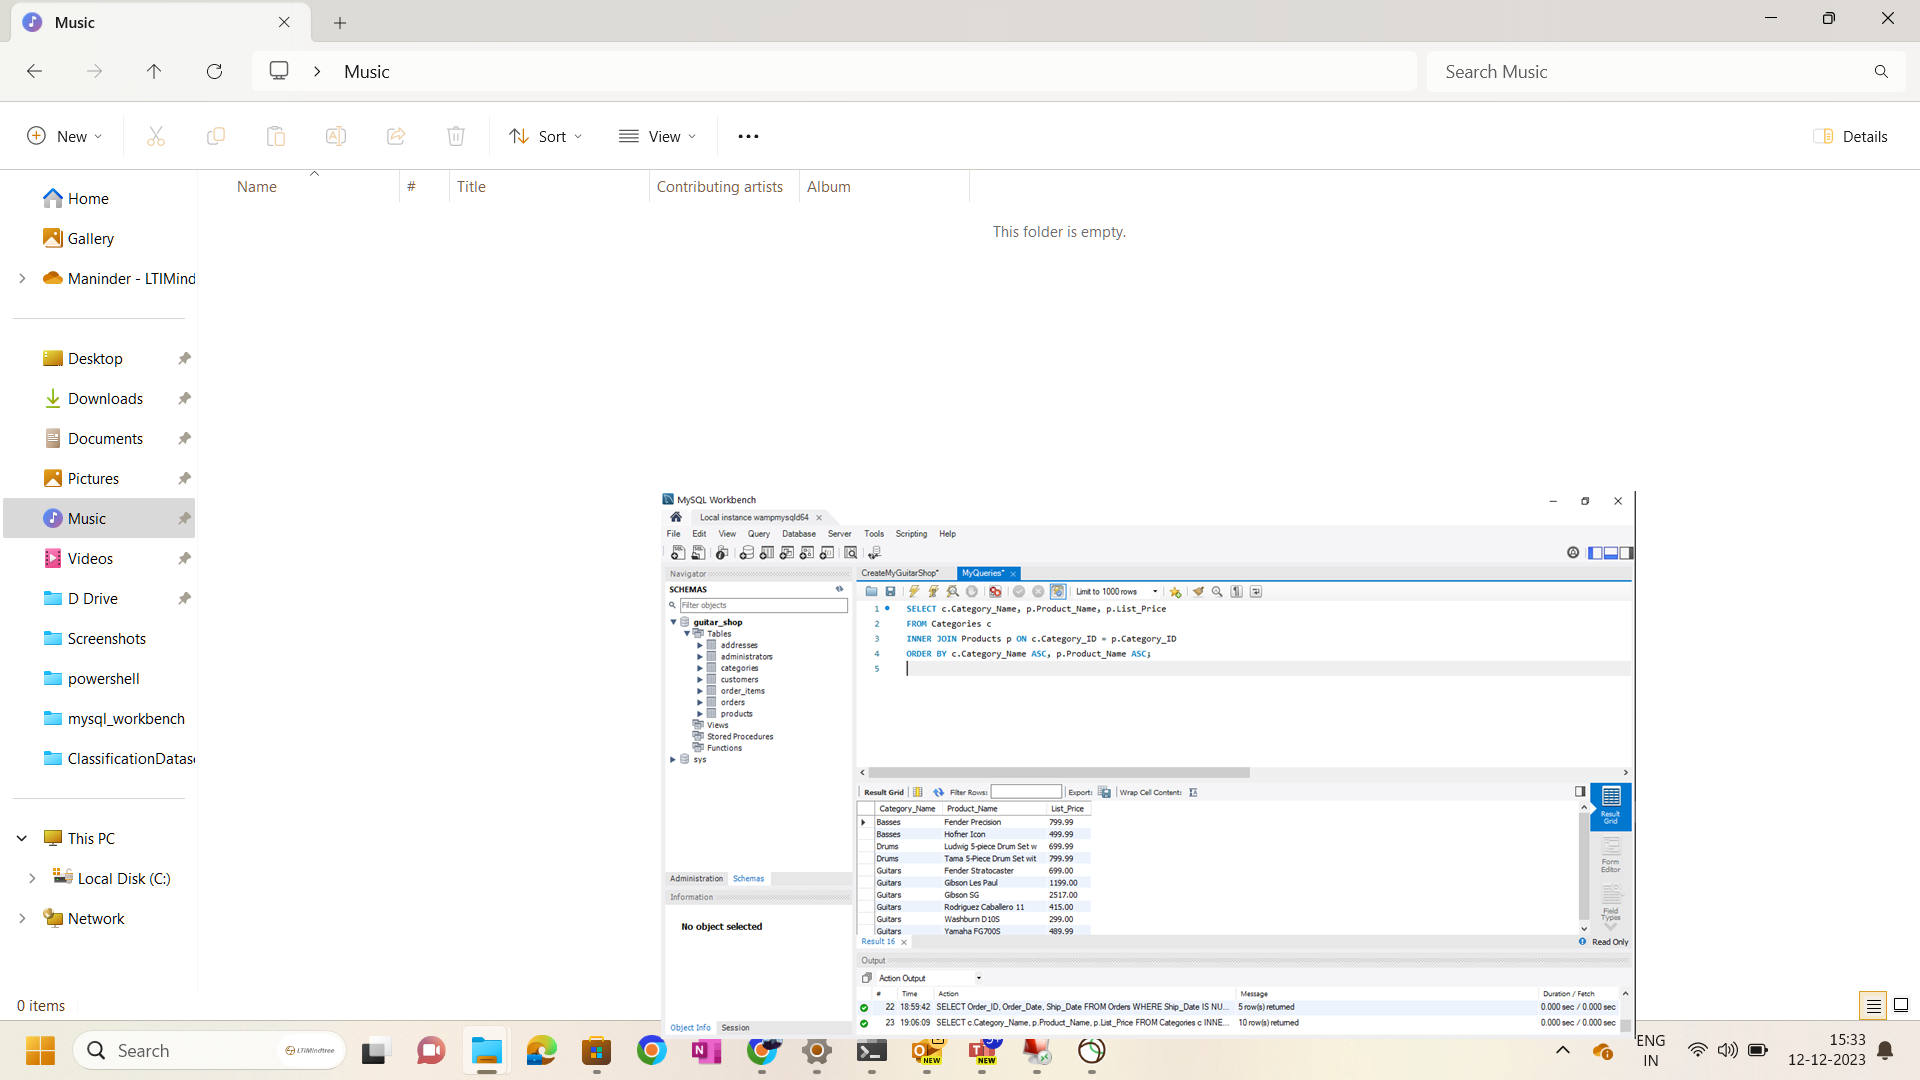 Music
Music
Search Music
New
Sort
View
Details
Name
#
Title
Contributing artists
Album
This folder is empty.
Home
Gallery
Maninder - LTIMind
Desktop
Downloads
Documents
Pictures
Music
Videos
D Drive
Screenshots
powershell
mysql_workbench
ClassificationDatas
This PC
Local Disk (C:)
Network
0 items
MySQL Workbench
Local instance wampmysqld64
File Edit View Query Database Server Tools Scripting Help
Navigator
SCHEMAS
Filter objects
guitar_shop
Tables
addresses
administrators
categories
customers
order_items
orders
products
Views
Stored Procedures
Functions
sys
Administration Schemas
Information
No object selected
Object Info Session
CreateMyGuitarShop*
MyQueries*
Limit to 1000 rows
1 SELECT c.Category_Name, p.Product_Name, p.List_Price
2 FROM Categories c
3 INNER JOIN Products p ON c.Category_ID = p.Category_ID
4 ORDER BY c.Category_Name ASC, p.Product_Name ASC;
5
Result Grid Filter Rows: Export: Wrap Cell Content:
Category_Name Product_Name List_Price
Basses Fender Precision 799.99
Basses Hofner Icon 499.99
Drums Ludwig 5-piece Drum Set w 699.99
Drums Tama 5-Piece Drum Set wit 799.99
Guitars Fender Stratocaster 699.00
Guitars Gibson Les Paul 1199.00
Guitars Gibson SG 2517.00
Guitars Rodriguez Caballero 11 415.00
Guitars Washburn D10S 299.00
Guitars Yamaha FG700S 489.99
Result Grid
Form Editor
Field Types
Result 16
Read Only
Output
Action Output
# Time Action Message Duration / Fetch
22 18:59:42 SELECT Order_ID, Order_Date, Ship_Date FROM Orders WHERE Ship_Date IS NU... 5 row(s) returned 0.000 sec / 0.000 sec
23 19:06:09 SELECT c.Category_Name, p.Product_Name, p.List_Price FROM Categories c INNE... 10 row(s) returned 0.000 sec / 0.000 sec
Search
LTIMindtree
NEW
NEW
ENG
IN
15:33
12-12-2023